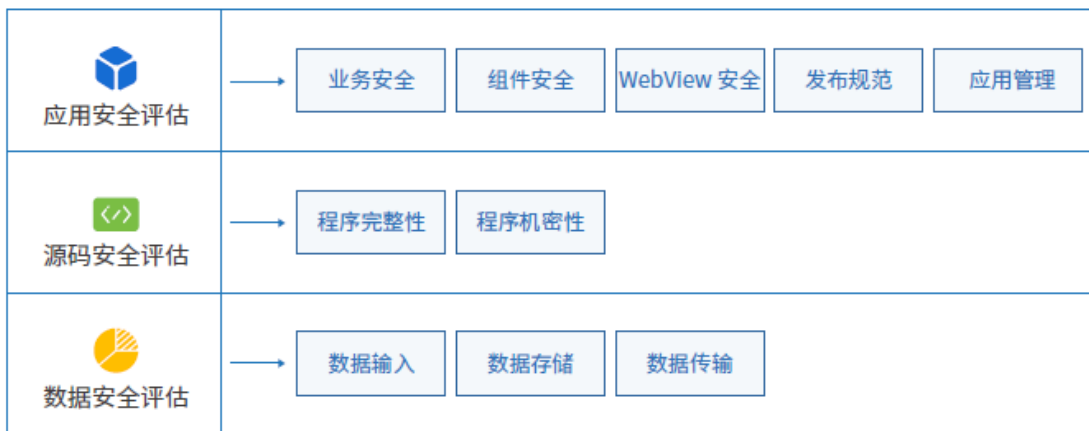 应用安全评估
业务安全
组件安全
WebView 安全
发布规范
应用管理
源码安全评估
程序完整性
程序机密性
数据安全评估
数据输入
数据存储
数据传输